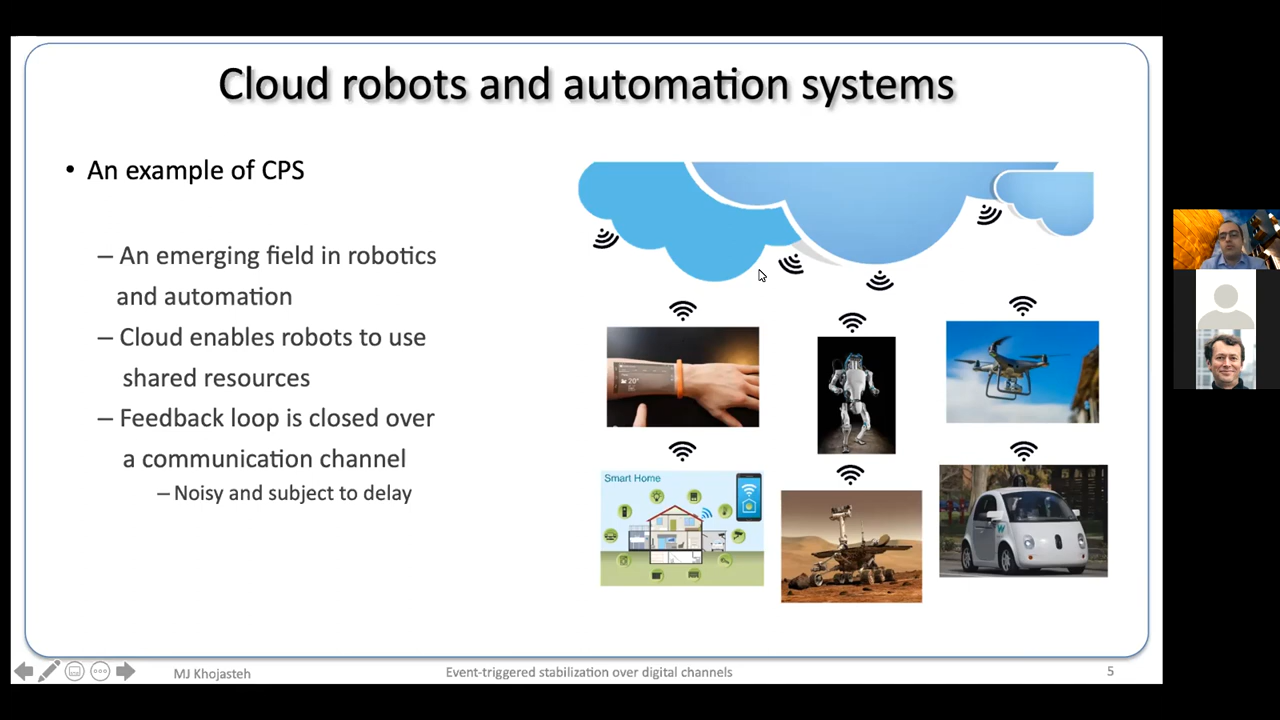 Cloud robots and automation systems
• An example of CPS
– An emerging field in robotics
and automation
– Cloud enables robots to use
shared resources
– Feedback loop is closed over
a communication channel
– Noisy and subject to delay
20°
Smart Home
MJ Khojasteh
Event-triggered stabilization over digital channels
5